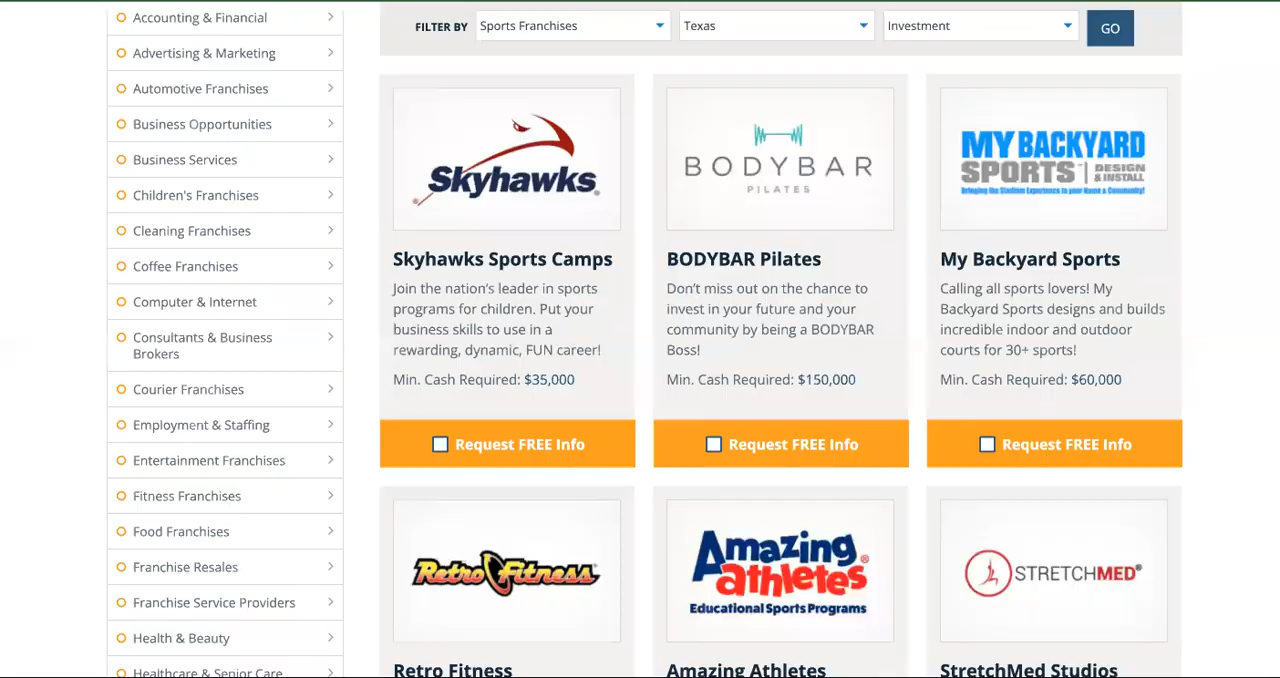 Accounting & Financial
Advertising & Marketing
Automotive Franchises
Business Opportunities
Business Services
Children's Franchises
Cleaning Franchises
Coffee Franchises
Computer & Internet
Consultants & Business
Brokers
Courier Franchises
Employment & Staffing
Entertainment Franchises
Fitness Franchises
Food Franchises
Franchise Resales
Franchise Service Providers
Health & Beauty
Healthcare & Senior Care
FILTER BY Sports Franchises Texas Investment GO
Skyhawks®
Skyhawks Sports Camps
Join the nation's leader in sports
programs for children. Put your
business skills to use in a
rewarding, dynamic, FUN career!
Min. Cash Required: $35,000
Request FREE Info
BODYBAR
PILATES
BODYBAR Pilates
Don't miss out on the chance to
invest in your future and your
community by being a BODYBAR
Boss!
Min. Cash Required: $150,000
Request FREE Info
MY BACKYARD
SPORTS | DESIGN
& INSTALL
Bringing the Stadium Experience to your Home & Community!
My Backyard Sports
Calling all sports lovers! My
Backyard Sports designs and builds
incredible indoor and outdoor
courts for 30+ sports!
Min. Cash Required: $60,000
Request FREE Info
Retro Fitness
Retro Fitness
Amazing
athletes®
Educational Sports Programs
Amazing Athletes
STRETCHMED®
StretchMed Studios